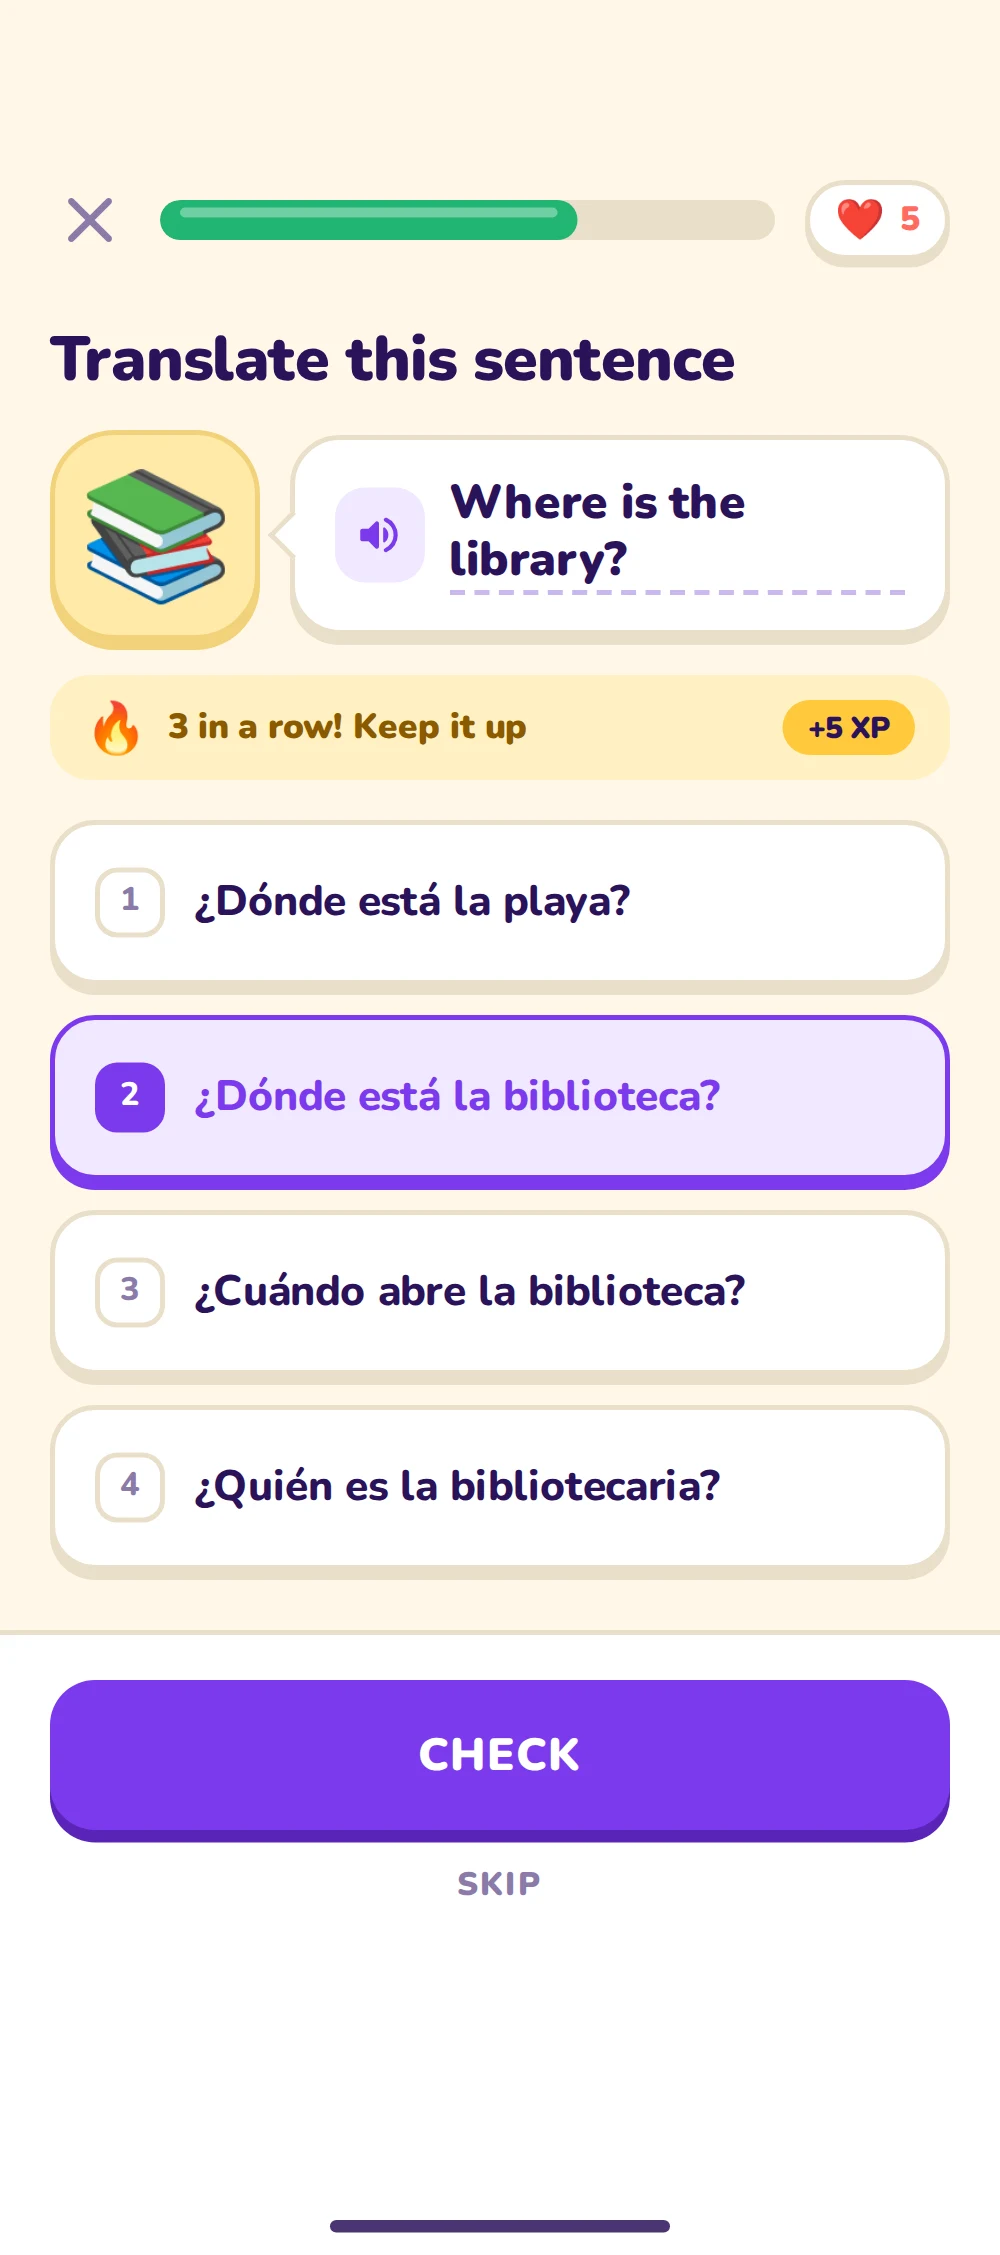 5
Translate this sentence
Where is the
library?
3 in a row! Keep it up
+5 XP
1
¿Dónde está la playa?
2
¿Dónde está la biblioteca?
3
¿Cuándo abre la biblioteca?
4
¿Quién es la bibliotecaria?
CHECK
SKIP